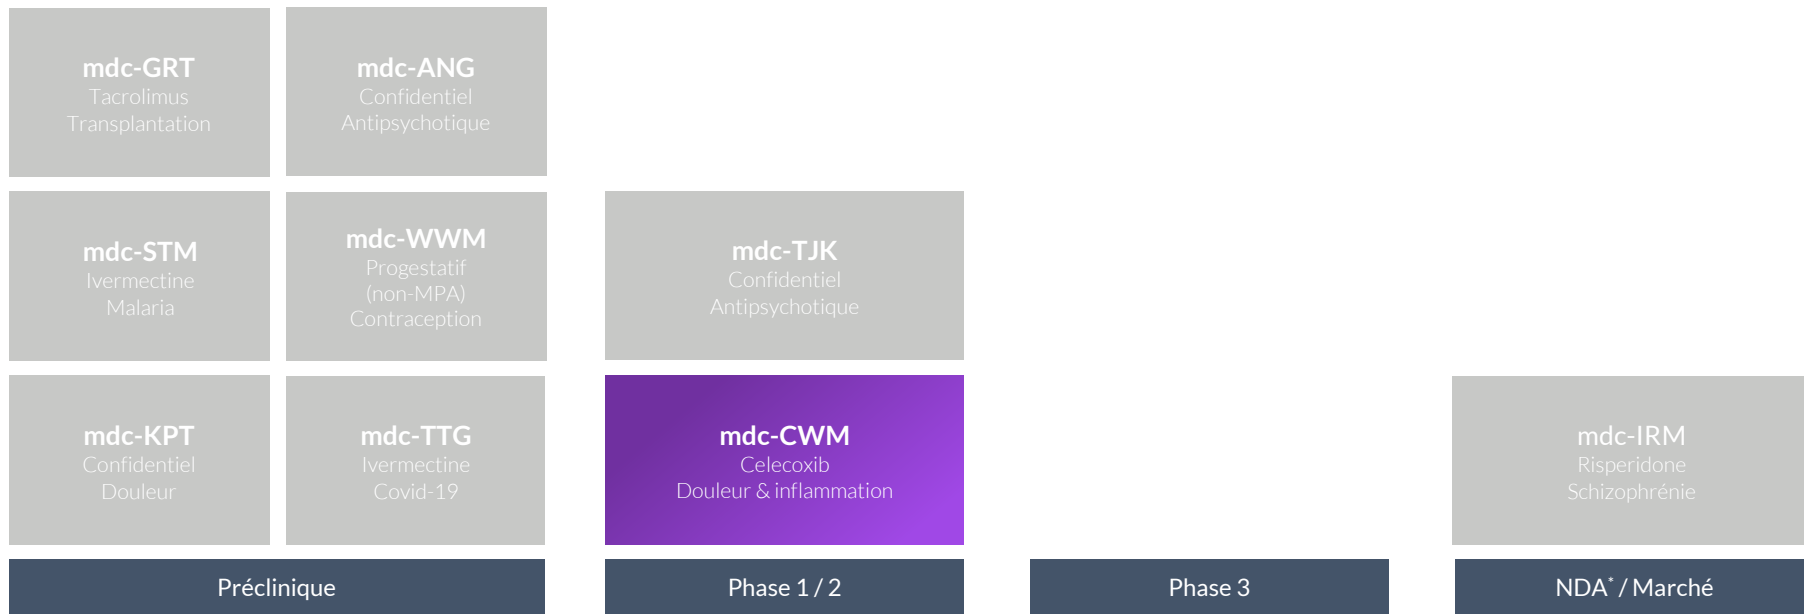 mdc-GRT
Tacrolimus
Transplantation
mdc-ANG
Confidentiel
Antipsychotique
mdc-STM
Ivermectine
Malaria
mdc-WWM
Progestatif
(non-MPA)
Contraception
mdc-TJK
Confidentiel
Antipsychotique
mdc-KPT
Confidentiel
Douleur
mdc-TTG
Ivermectine
Covid-19
mdc-CWM
Celecoxib
Douleur & inflammation
mdc-IRM
Risperidone
Schizophrénie
Préclinique
Phase 1 / 2
Phase 3
NDA* / Marché